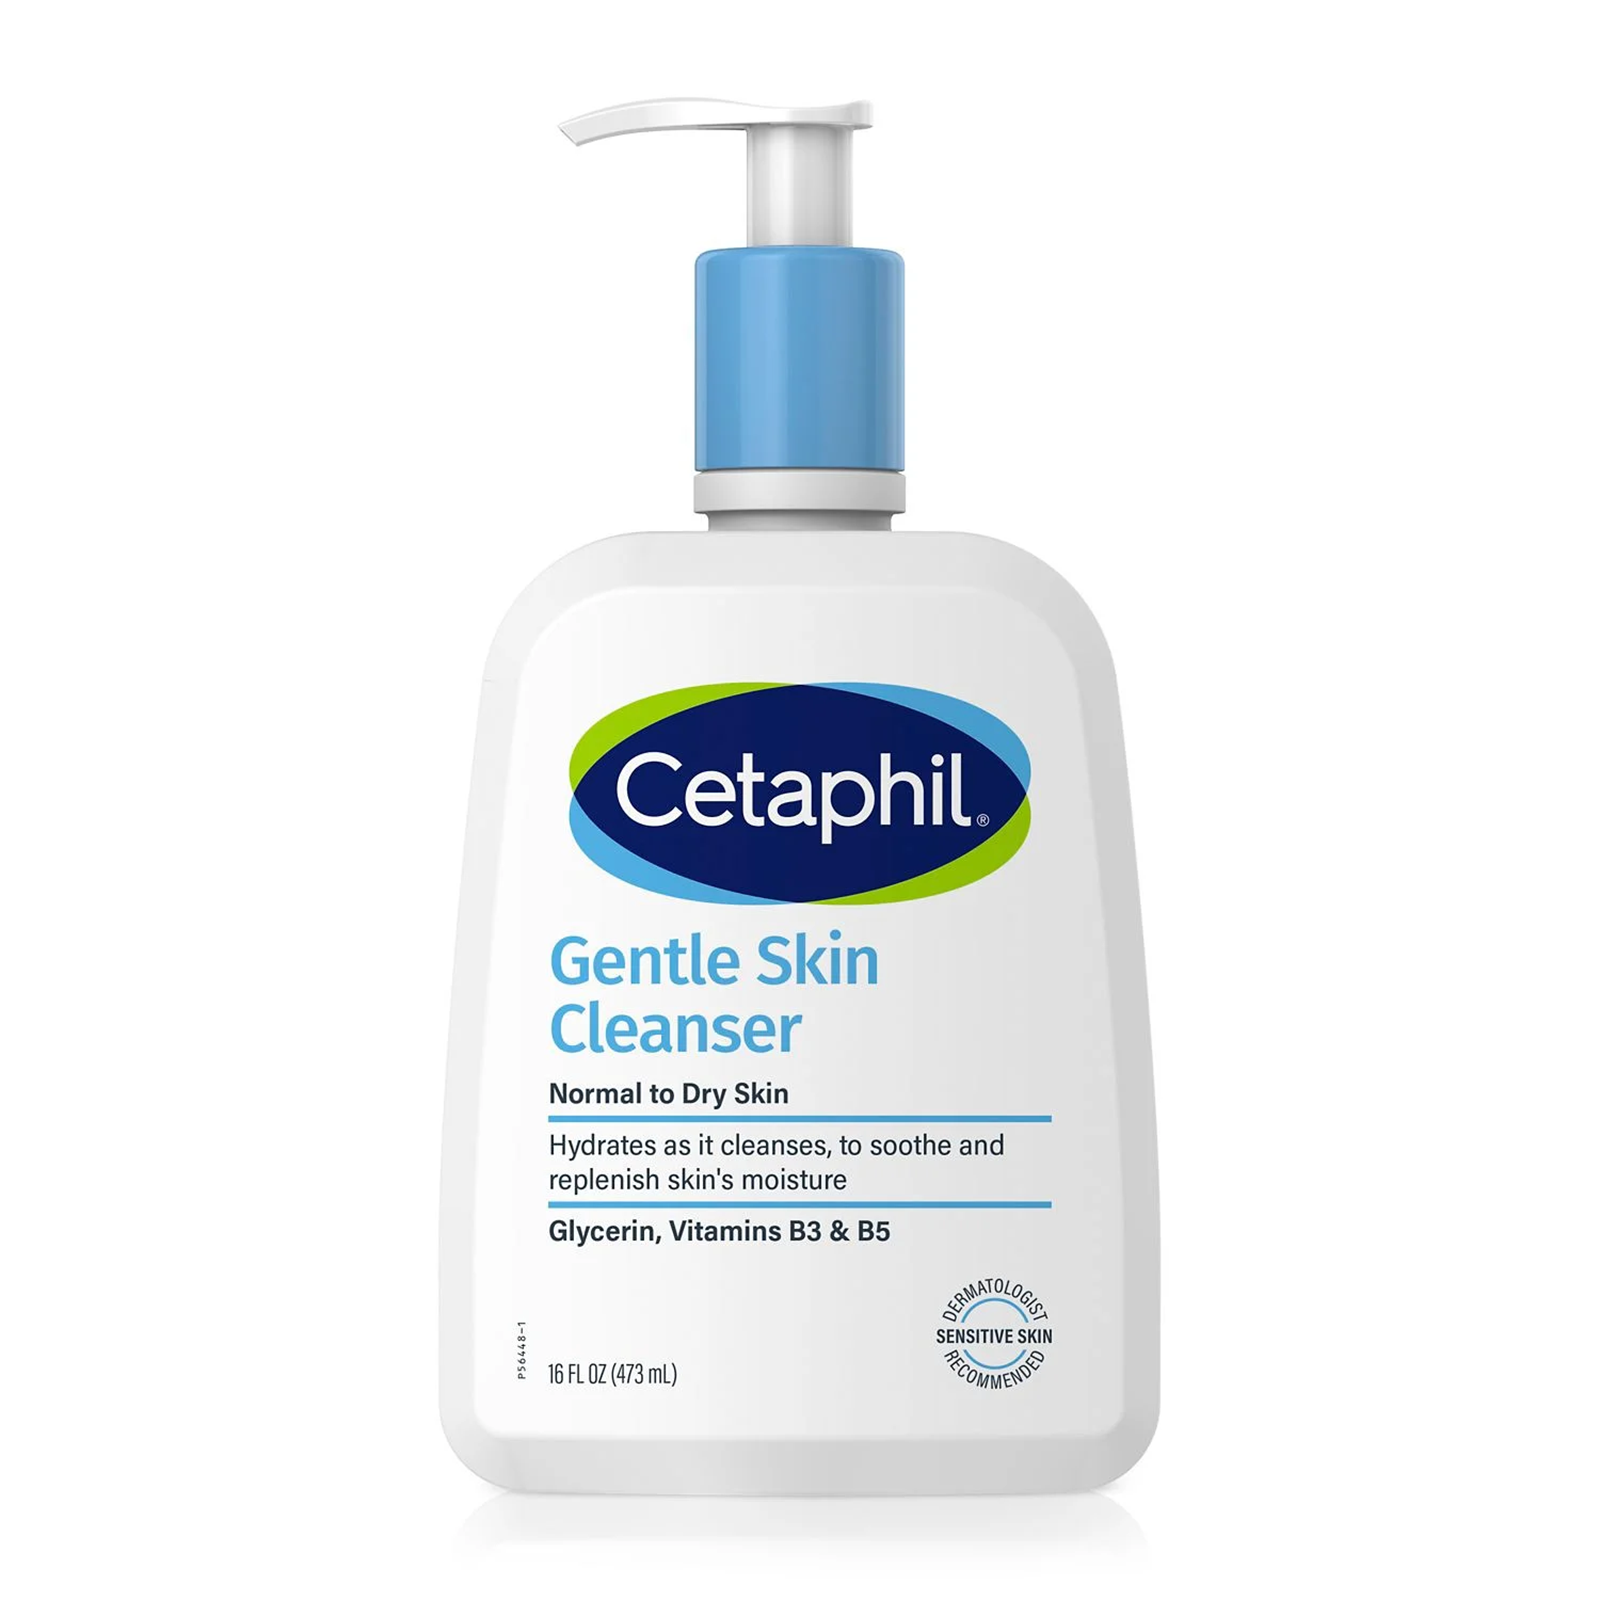 Cetaphil®
Gentle Skin
Cleanser
Normal to Dry Skin
Hydrates as it cleanses, to soothe and
replenish skin's moisture
Glycerin, Vitamins B3 & B5
DERMATOLOGIST
SENSITIVE SKIN
RECOMMENDED
P56448-1
16 FL OZ (473 mL)